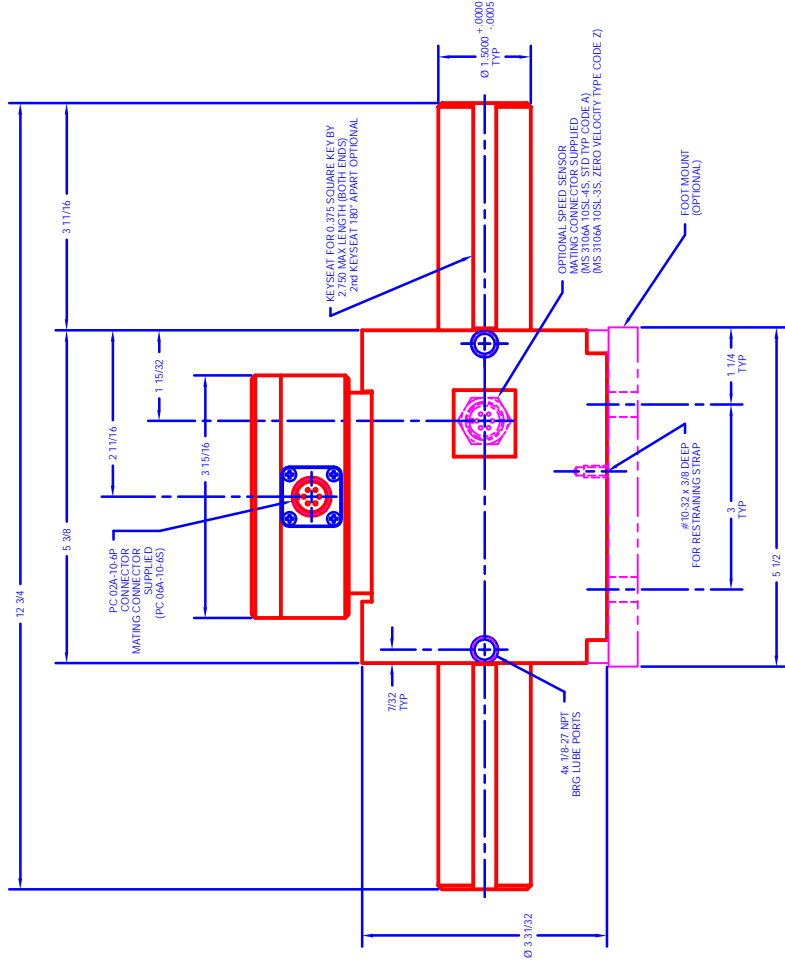 12 3/4
3 11/16
5 3/8
2 11/16
1 15/32
3 15/16
Ø 1.5000 +.0000
-.0005
TYP
KEYSEAT FOR 0.375 SQUARE KEY BY
2.750 MAX LENGTH (BOTH ENDS)
2nd KEYSEAT 180° APART OPTIONAL
PC 02A-10-6P
CONNECTOR
MATING CONNECTOR
SUPPLIED
(PC 06A-10-6S)
OPTIONAL SPEED SENSOR
MATING CONNECTOR SUPPLIED
(MS 3106A 10SL-4S, STD TYP CODE A)
(MS 3106A 10SL-3S, ZERO VELOCITY TYPE CODE Z)
FOOT MOUNT
(OPTIONAL)
7/32
TYP
4x 1/8-27 NPT
BRG LUBE PORTS
#10-32 x 3/8 DEEP
FOR RESTRAINING STRAP
1 1/4
TYP
3
TYP
5 1/2
Ø 3 31/32